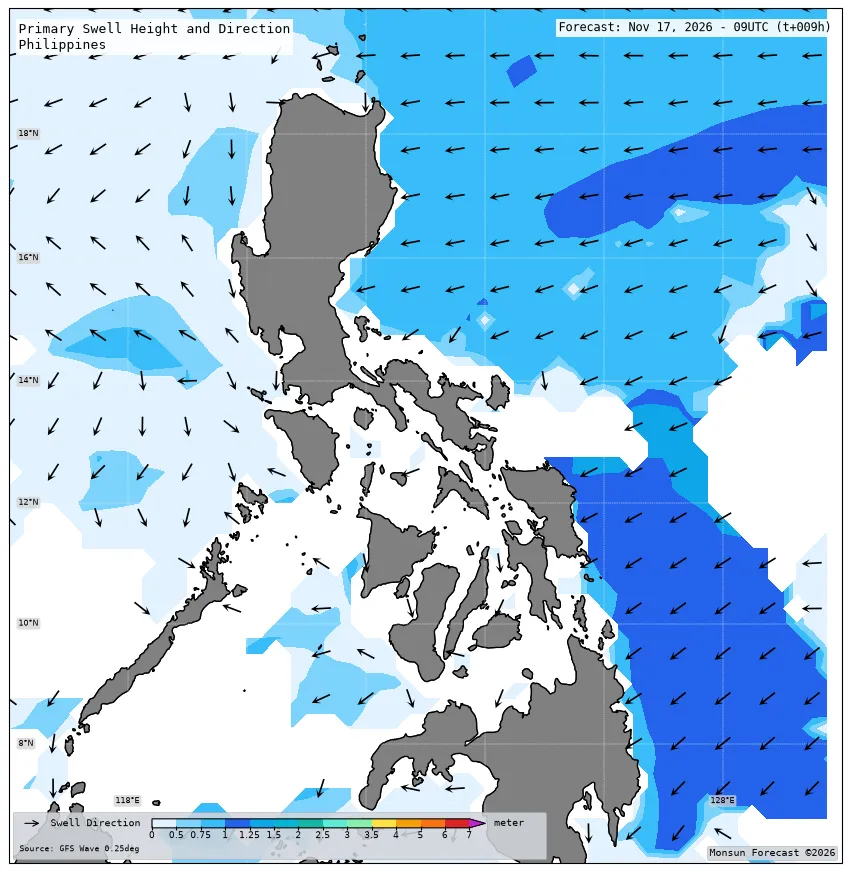 Primary Swell Height and Direction
Philippines
Forecast: Nov 17, 2026 - 09UTC (t+009h)
18°N
16°N
14°N
12°N
10°N
8°N
118°E
128°E
Swell Direction
0 0.5 0.75 1 1.25 1.5 2 2.5 3 3.5 4 5 6 7
meter
Source: GFS Wave 0.25deg
Monsun Forecast ©2026